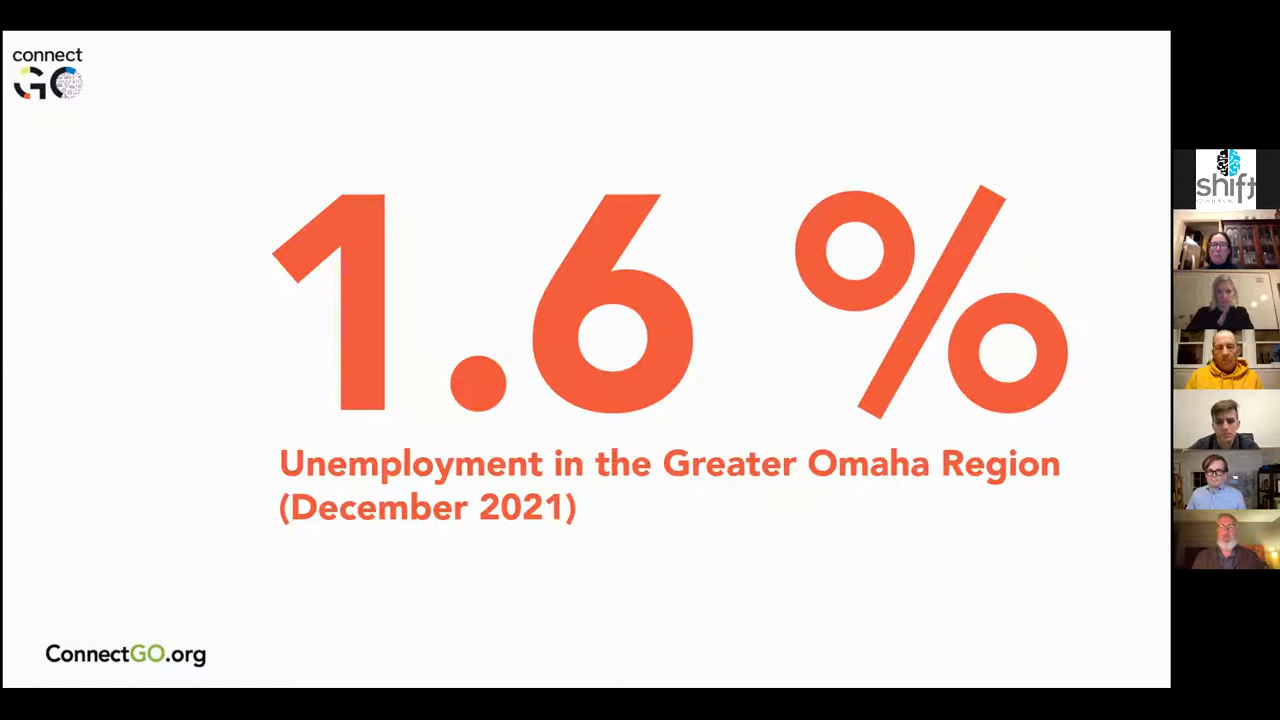 connect
GO
1.6 %
Unemployment in the Greater Omaha Region
(December 2021)
ConnectGO.org
shift